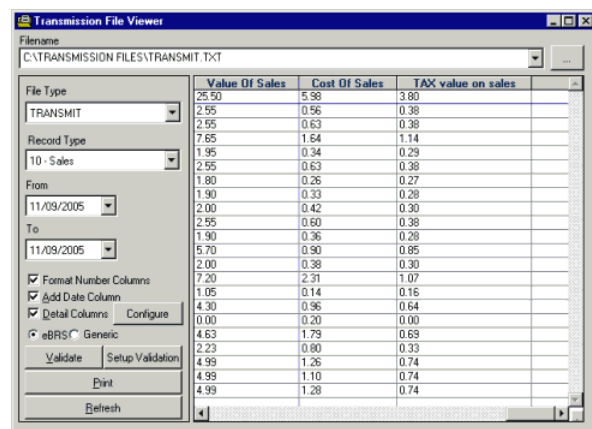 Transmission File Viewer
Filename
C:\TRANSMISSION FILES\TRANSMIT.TXT
...
File Type
TRANSMIT
Record Type
10 - Sales
From
11/09/2005
To
11/09/2005
Format Number Columns
Add Date Column
Detail Columns Configure
eBRS Generic
Validate Setup Validation
Print
Refresh
Value Of Sales Cost Of Sales TAX value on sales
25.50 5.98 3.80
2.55 0.56 0.38
2.55 0.63 0.38
7.65 1.64 1.14
1.95 0.34 0.29
2.55 0.63 0.38
1.80 0.26 0.27
1.90 0.33 0.28
2.00 0.42 0.30
2.55 0.60 0.38
1.90 0.36 0.28
5.70 0.90 0.85
2.00 0.38 0.30
7.20 2.31 1.07
1.05 0.14 0.16
4.30 0.96 0.64
0.00 0.20 0.00
4.63 1.79 0.69
2.23 0.80 0.33
4.99 1.26 0.74
4.99 1.10 0.74
4.99 1.28 0.74